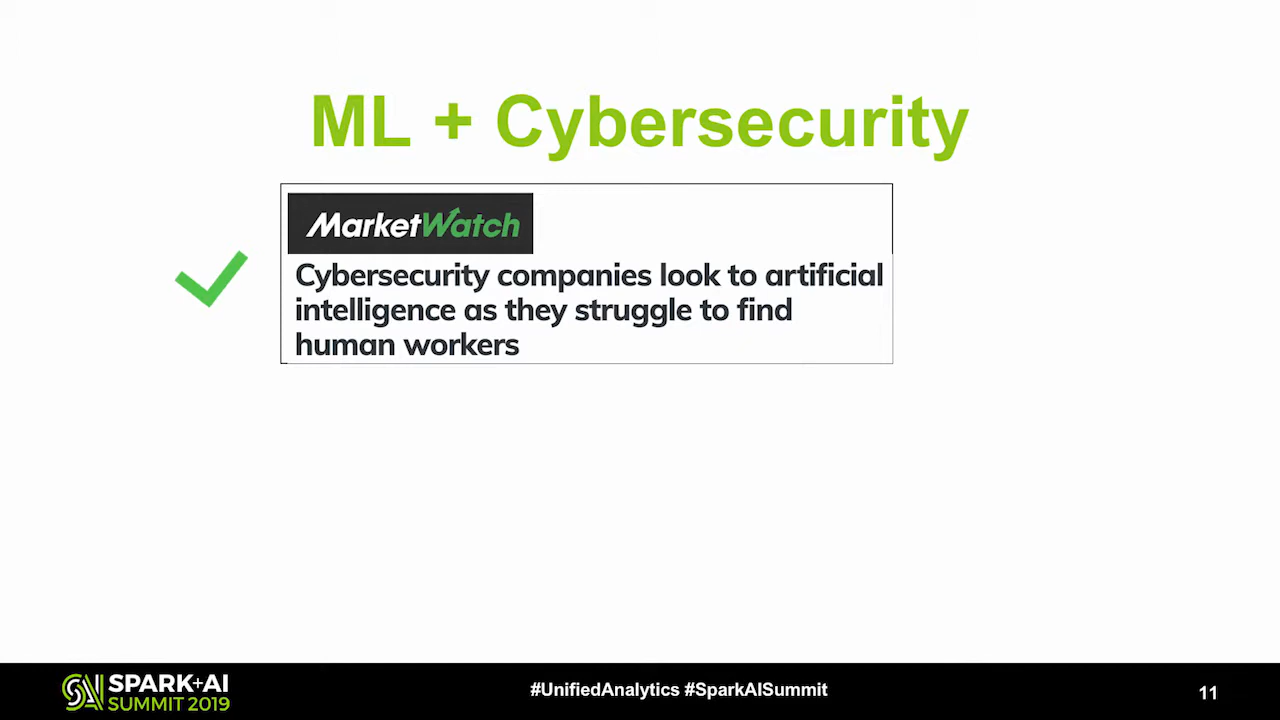 ML + Cybersecurity
MarketWatch
Cybersecurity companies look to artificial
intelligence as they struggle to find
human workers
SPARK+AI
SUMMIT 2019
#UnifiedAnalytics #SparkAISummit
11